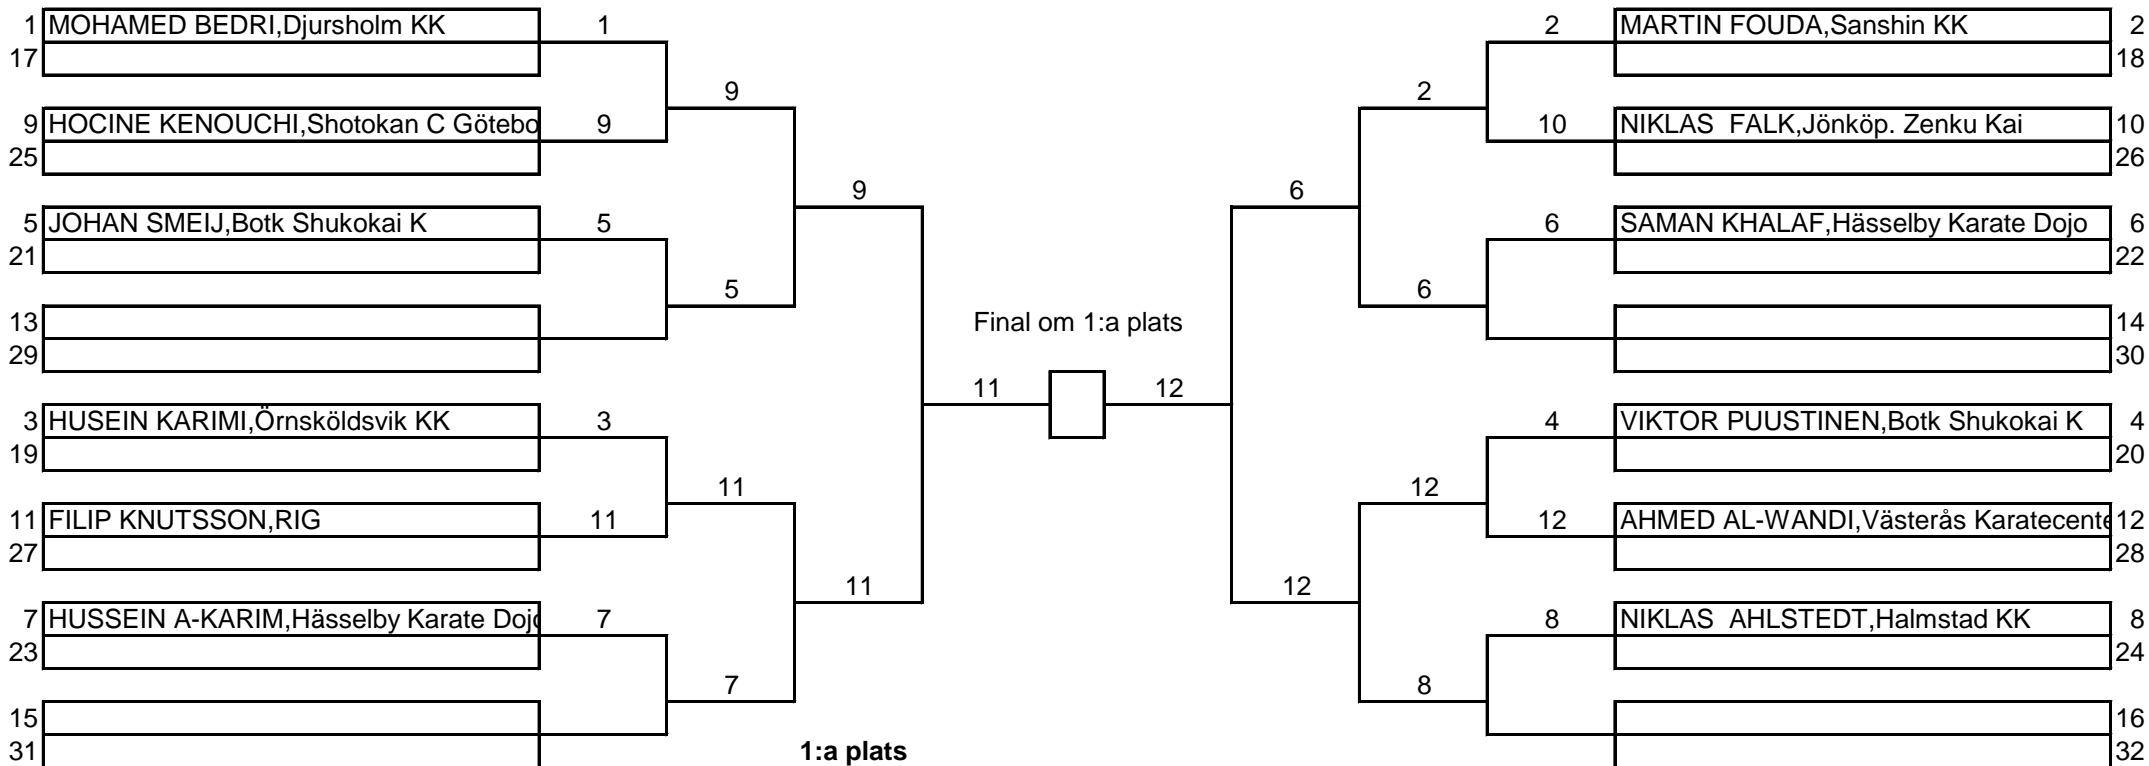 1 MOHAMED BEDRI,Djursholm KK 1 2 MARTIN FOUDA,Sanshin KK 2
17 18
9 2
9 HOCINE KENOUCHI,Shotokan C Götebo 9 10 NIKLAS  FALK,Jönköp. Zenku Kai 10
25 26
9 6
5 JOHAN SMEIJ,Botk Shukokai K 5 6 SAMAN KHALAF,Hässelby Karate Dojo 6
21 22
5 6
13 Final om 1:a plats 14
29 30
11 12
3 HUSEIN KARIMI,Örnsköldsvik KK 3 4 VIKTOR PUUSTINEN,Botk Shukokai K 4
19 20
11 12
11 FILIP KNUTSSON,RIG 11 12 AHMED AL-WANDI,Västerås Karatecente 12
27 28
11 12
7 HUSSEIN A-KARIM,Hässelby Karate Dojo 7 8 NIKLAS  AHLSTEDT,Halmstad KK 8
23 24
7 8
15 16
31 1:a plats 32